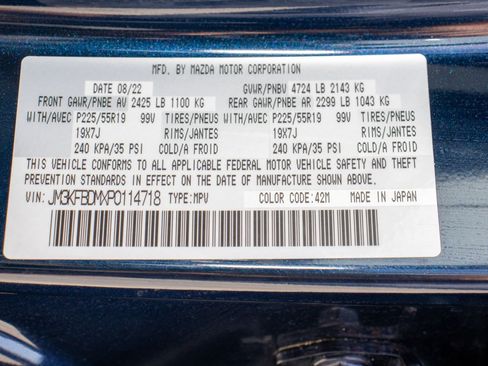 MFD. BY MAZDA MOTOR CORPORATION
DATE 08/22 GVWR/PNBV 4724 LB 2143 KG
FRONT GAWR/PNBE AV 2425 LB 1100 KG REAR GAWR/PNBE AR 2299 LB 1043 KG
WITH/AVEC P225/55R19 99V TIRES/PNEUS WITH/AVEC P225/55R19 99V TIRES/PNEUS
19X7J RIMS/JANTES 19X7J RIMS/JANTES
240 KPA/35 PSI COLD/A FROID 240 KPA/35 PSI COLD/A FROID
THIS VEHICLE CONFORMS TO ALL APPLICABLE FEDERAL MOTOR VEHICLE SAFETY AND THEFT
PREVENTION STANDARDS IN EFFECT ON THE DATE OF MANUFACTURE SHOWN ABOVE.
VIN: JM3KFBDMXP0114718 TYPE:MPV COLOR CODE:42M MADE IN JAPAN